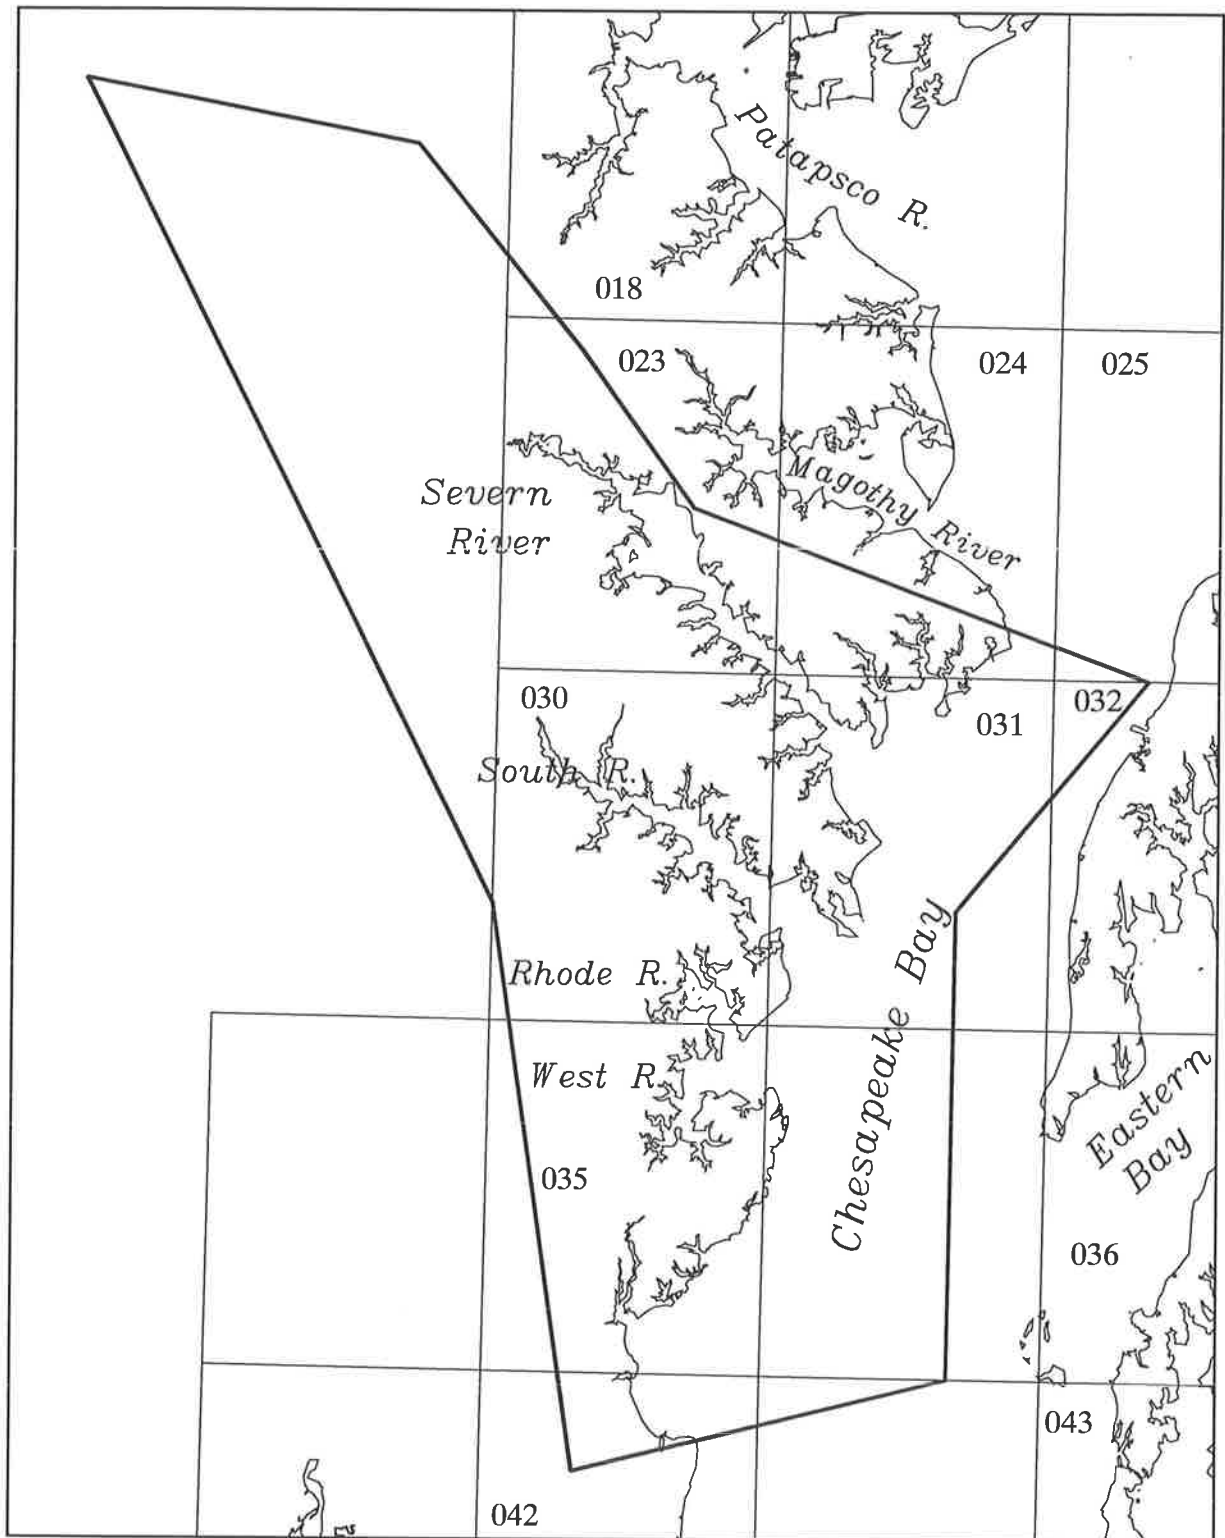 Patapsco R.
018
023
024
025
Severn
River
Magothy River
030
031
032
South R.
Rhode R.
Chesapeake Bay
West R.
Eastern
Bay
035
036
043
042